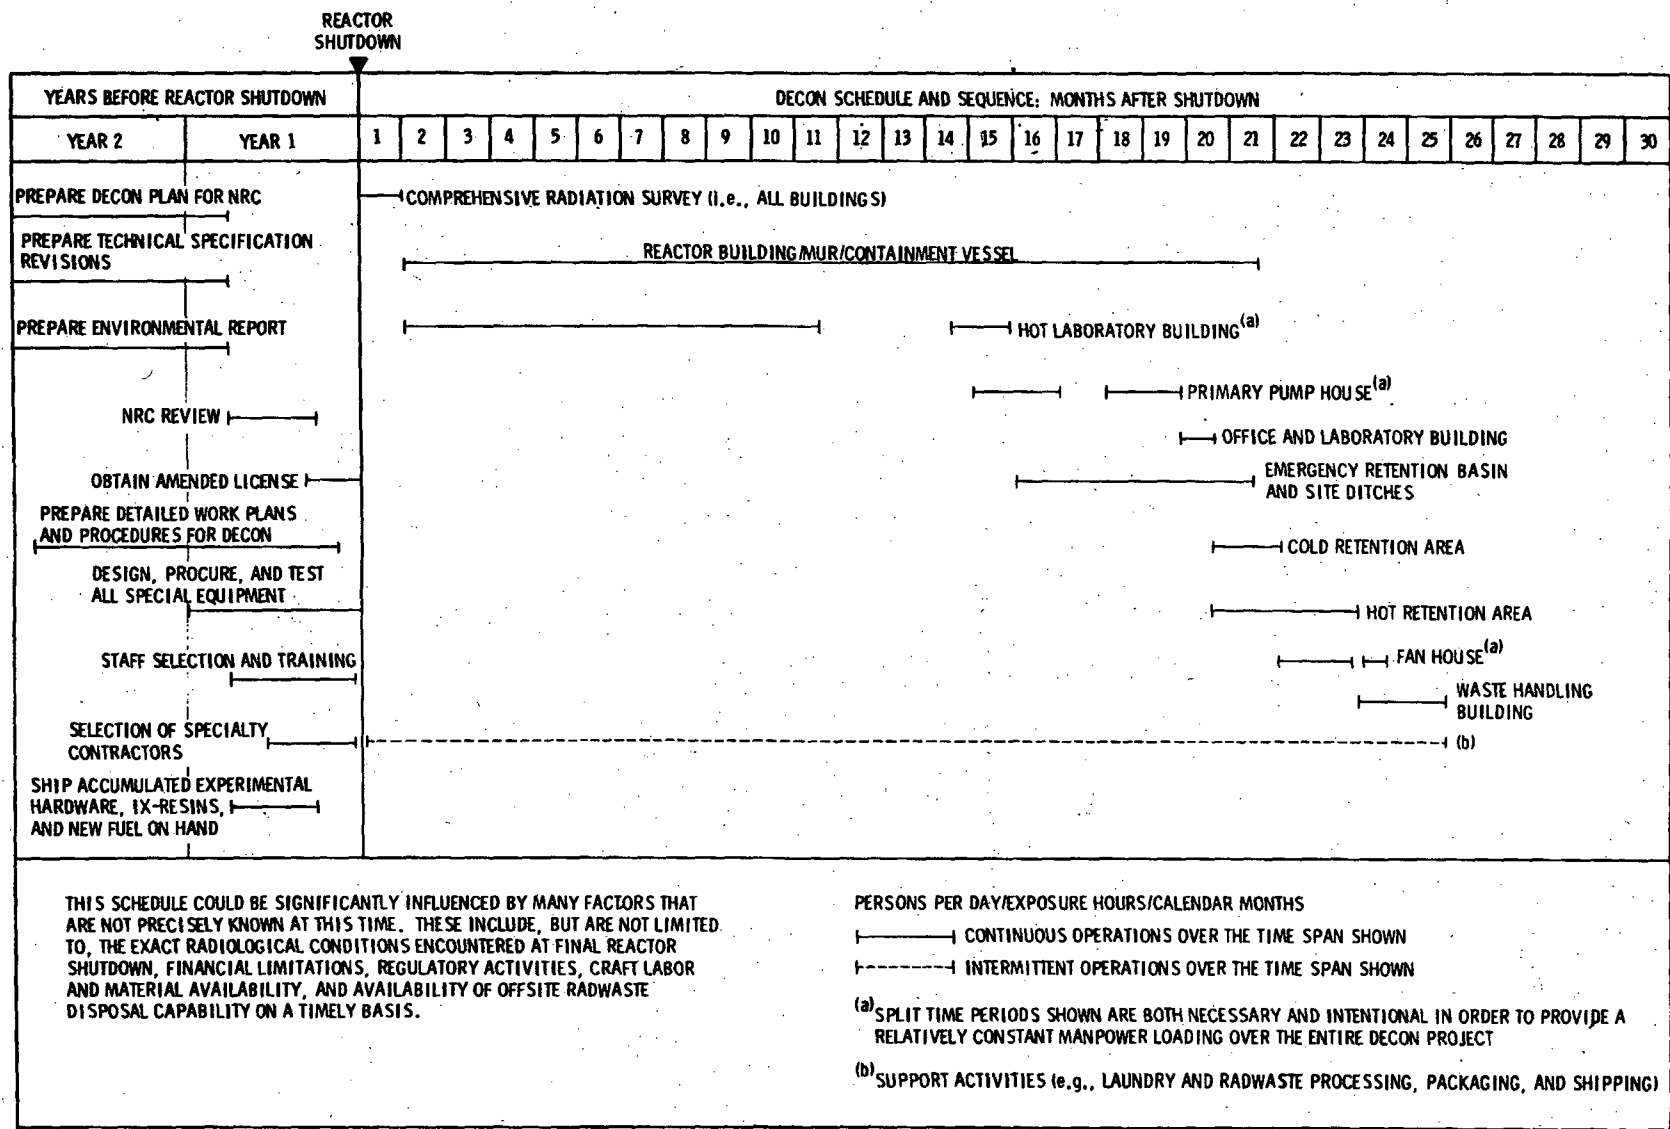 REACTOR
SHUTDOWN
YEARS BEFORE REACTOR SHUTDOWN
DECON SCHEDULE AND SEQUENCE: MONTHS AFTER SHUTDOWN
YEAR 2 YEAR 1 1 2 3 4 5 6 7 8 9 10 11 12 13 14 15 16 17 18 19 20 21 22 23 24 25 26 27 28 29 30
PREPARE DECON PLAN FOR NRC
COMPREHENSIVE RADIATION SURVEY (i.e., ALL BUILDINGS)
PREPARE TECHNICAL SPECIFICATION
REVISIONS
REACTOR BUILDING/MUR/CONTAINMENT VESSEL
PREPARE ENVIRONMENTAL REPORT
HOT LABORATORY BUILDING(a)
PRIMARY PUMP HOUSE(a)
NRC REVIEW
OFFICE AND LABORATORY BUILDING
OBTAIN AMENDED LICENSE
EMERGENCY RETENTION BASIN
AND SITE DITCHES
PREPARE DETAILED WORK PLANS
AND PROCEDURES FOR DECON
COLD RETENTION AREA
DESIGN, PROCURE, AND TEST
ALL SPECIAL EQUIPMENT
HOT RETENTION AREA
STAFF SELECTION AND TRAINING
FAN HOUSE(a)
WASTE HANDLING
BUILDING
SELECTION OF SPECIALTY
CONTRACTORS
(b)
SHIP ACCUMULATED EXPERIMENTAL
HARDWARE, IX-RESINS,
AND NEW FUEL ON HAND
THIS SCHEDULE COULD BE SIGNIFICANTLY INFLUENCED BY MANY FACTORS THAT
ARE NOT PRECISELY KNOWN AT THIS TIME. THESE INCLUDE, BUT ARE NOT LIMITED
TO, THE EXACT RADIOLOGICAL CONDITIONS ENCOUNTERED AT FINAL REACTOR
SHUTDOWN, FINANCIAL LIMITATIONS, REGULATORY ACTIVITIES, CRAFT LABOR
AND MATERIAL AVAILABILITY, AND AVAILABILITY OF OFFSITE RADWASTE
DISPOSAL CAPABILITY ON A TIMELY BASIS.
PERSONS PER DAY/EXPOSURE HOURS/CALENDAR MONTHS
CONTINUOUS OPERATIONS OVER THE TIME SPAN SHOWN
INTERMITTENT OPERATIONS OVER THE TIME SPAN SHOWN
(a)SPLIT TIME PERIODS SHOWN ARE BOTH NECESSARY AND INTENTIONAL IN ORDER TO PROVIDE A
RELATIVELY CONSTANT MANPOWER LOADING OVER THE ENTIRE DECON PROJECT
(b)SUPPORT ACTIVITIES (e.g., LAUNDRY AND RADWASTE PROCESSING, PACKAGING, AND SHIPPING)